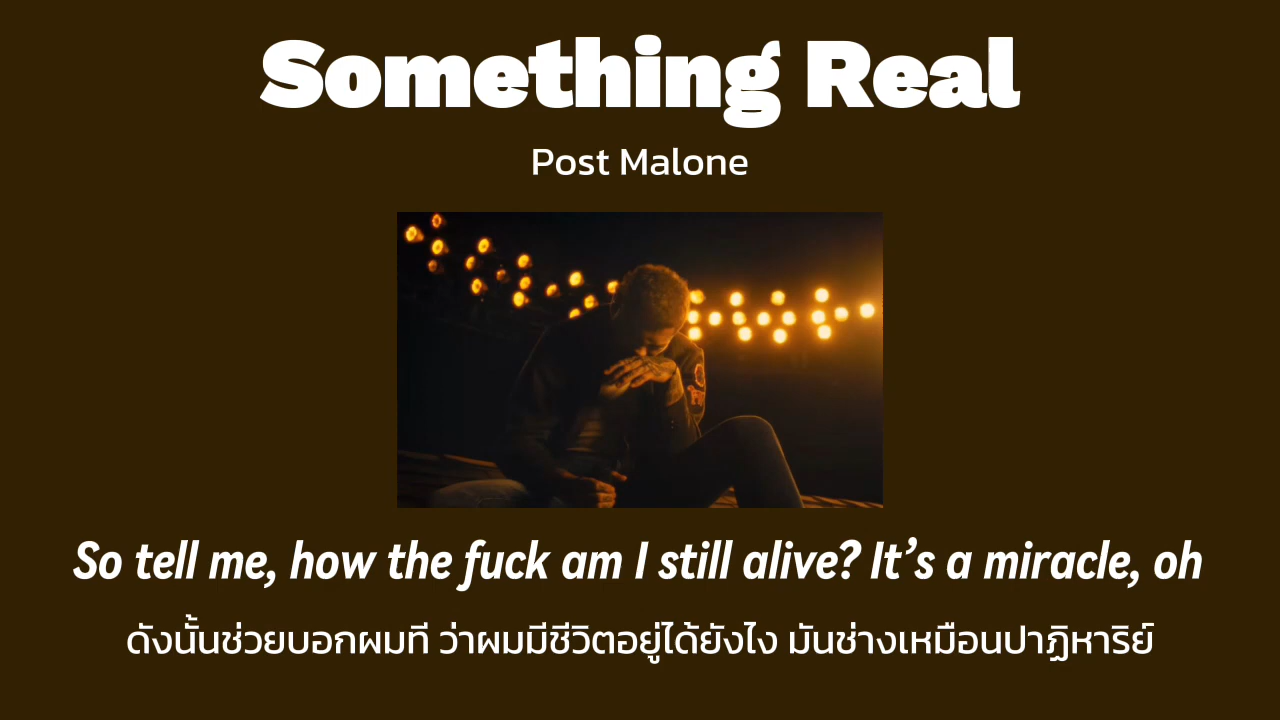 Something Real
Post Malone
So tell me, how the fuck am I still alive? It’s a miracle, oh
ดังนั้นช่วยบอกผมที ว่าผมมีชีวิตอยู่ได้ยังไง มันช่างเหมือนปาฏิหาริย์